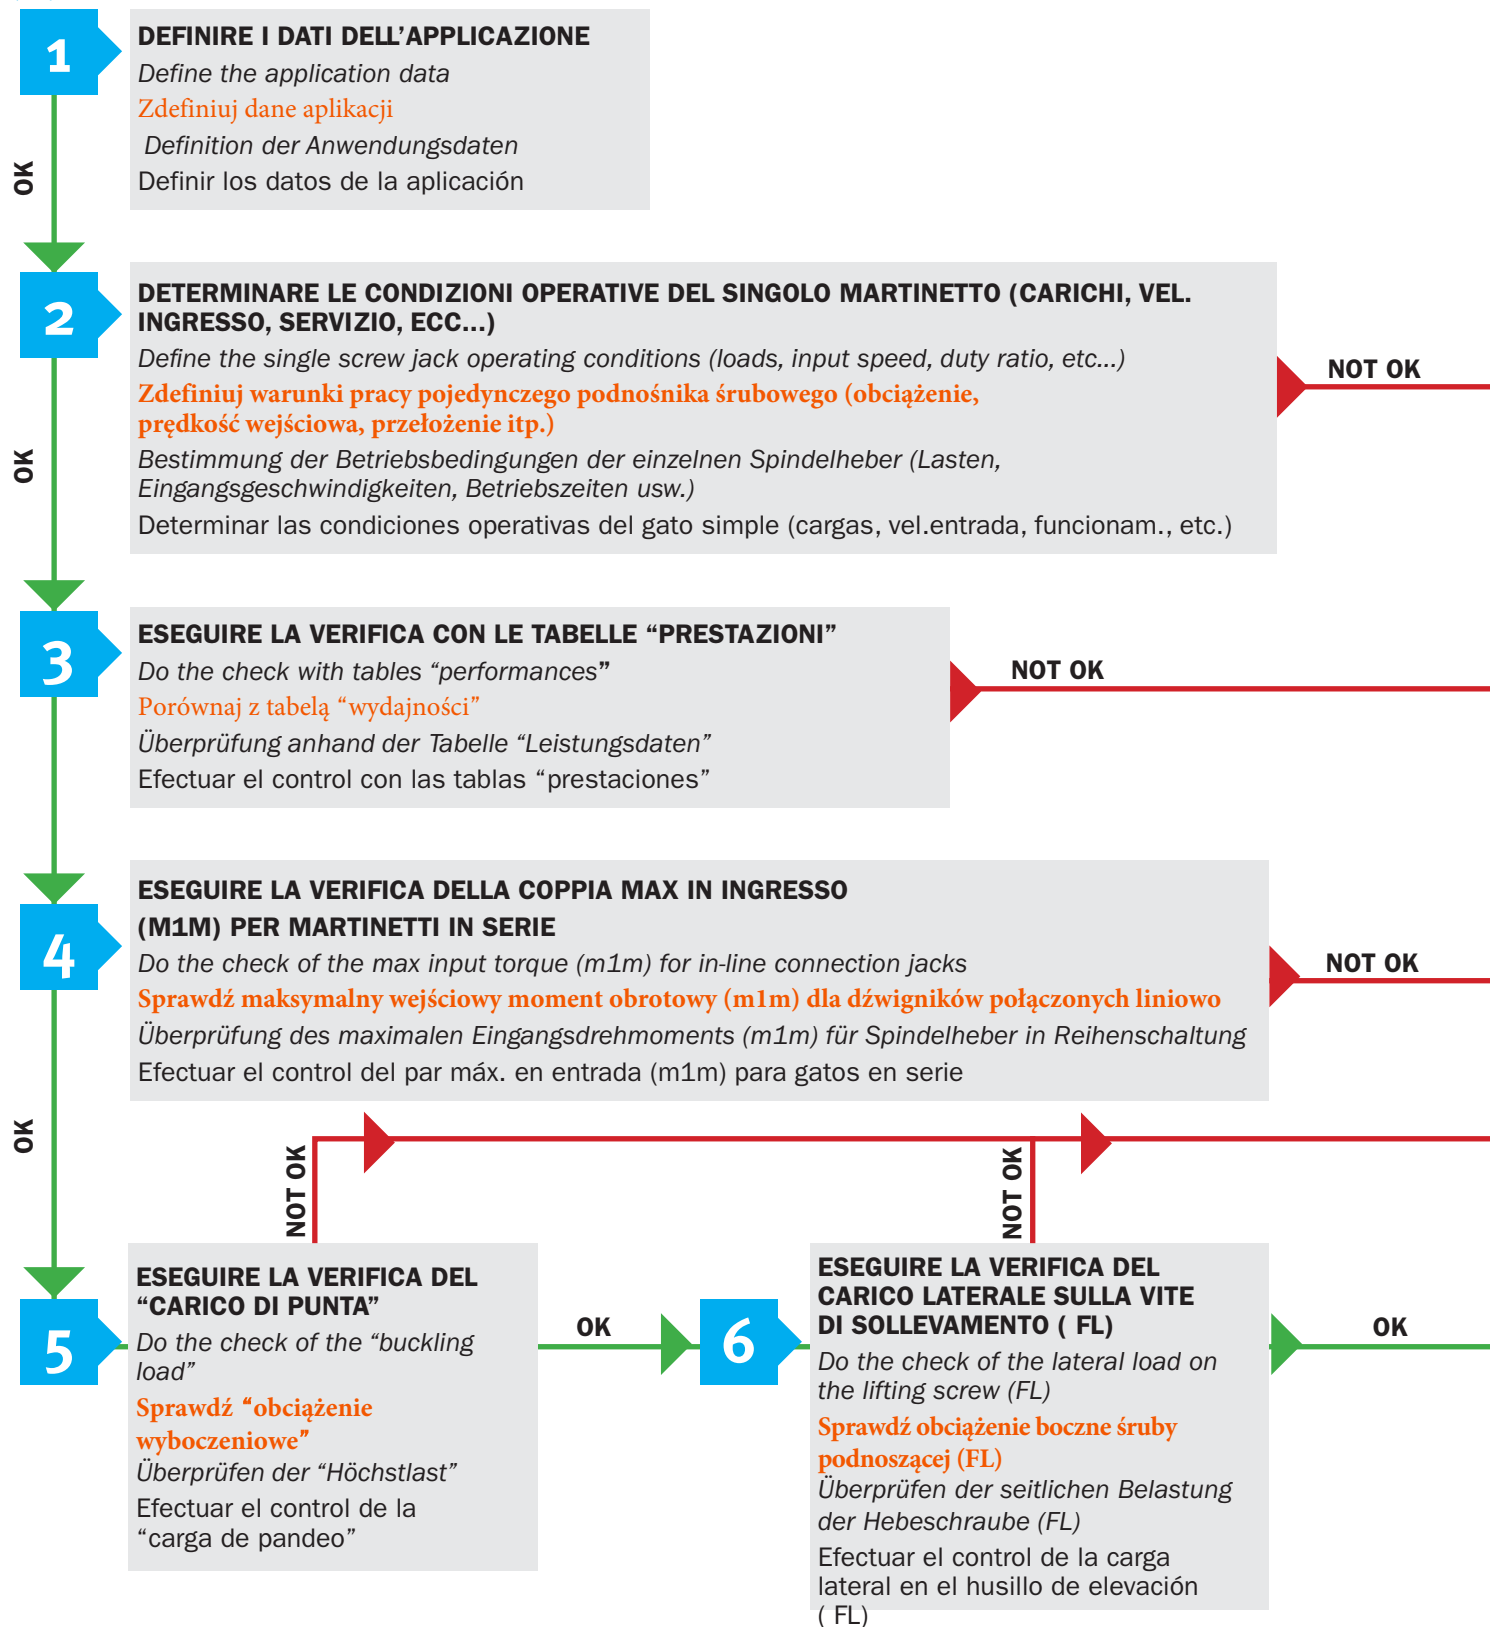 1
DEFINIRE I DATI DELL’APPLICAZIONE
Define the application data
Zdefiniuj dane aplikacji
Definition der Anwendungsdaten
Definir los datos de la aplicación
OK
2
DETERMINARE LE CONDIZIONI OPERATIVE DEL SINGOLO MARTINETTO (CARICHI, VEL.
INGRESSO, SERVIZIO, ECC...)
Define the single screw jack operating conditions (loads, input speed, duty ratio, etc...)
Zdefiniuj warunki pracy pojedynczego podnośnika śrubowego (obciążenie,
prędkość wejściowa, przełożenie itp.)
Bestimmung der Betriebsbedingungen der einzelnen Spindelheber (Lasten,
Eingangsgeschwindigkeiten, Betriebszeiten usw.)
Determinar las condiciones operativas del gato simple (cargas, vel.entrada, funcionam., etc.)
NOT OK
OK
3
ESEGUIRE LA VERIFICA CON LE TABELLE “PRESTAZIONI”
Do the check with tables “performances”
Porównaj z tabelą “wydajności”
Überprüfung anhand der Tabelle “Leistungsdaten”
Efectuar el control con las tablas “prestaciones”
NOT OK
4
ESEGUIRE LA VERIFICA DELLA COPPIA MAX IN INGRESSO
(M1M) PER MARTINETTI IN SERIE
Do the check of the max input torque (m1m) for in-line connection jacks
Sprawdź maksymalny wejściowy moment obrotowy (m1m) dla dźwigników połączonych liniowo
Überprüfung des maximalen Eingangsdrehmoments (m1m) für Spindelheber in Reihenschaltung
Efectuar el control del par máx. en entrada (m1m) para gatos en serie
NOT OK
OK
NOT OK
NOT OK
5
ESEGUIRE LA VERIFICA DEL
“CARICO DI PUNTA”
Do the check of the “buckling
load”
Sprawdź “obciążenie
wyboczeniowe”
Überprüfen der “Höchstlast”
Efectuar el control de la
“carga de pandeo”
OK
6
ESEGUIRE LA VERIFICA DEL
CARICO LATERALE SULLA VITE
DI SOLLEVAMENTO ( FL)
Do the check of the lateral load on
the lifting screw (FL)
Sprawdź obciążenie boczne śruby
podnoszącej (FL)
Überprüfen der seitlichen Belastung
der Hebeschraube (FL)
Efectuar el control de la carga
lateral en el husillo de elevación
( FL)
OK